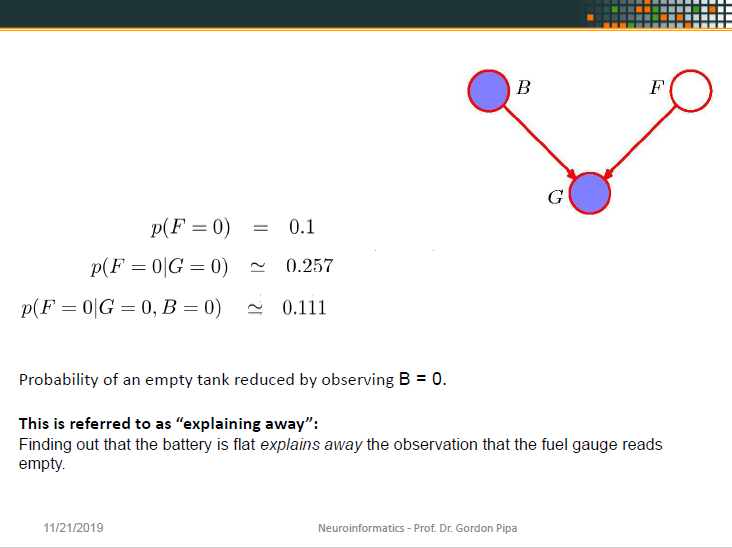 B
F
G
p(F = 0) = 0.1
p(F = 0|G = 0) ≃ 0.257
p(F = 0|G = 0, B = 0) ≃ 0.111
Probability of an empty tank reduced by observing B = 0.
This is referred to as “explaining away”:
Finding out that the battery is flat explains away the observation that the fuel gauge reads
empty.
11/21/2019
Neuroinformatics - Prof. Dr. Gordon Pipa